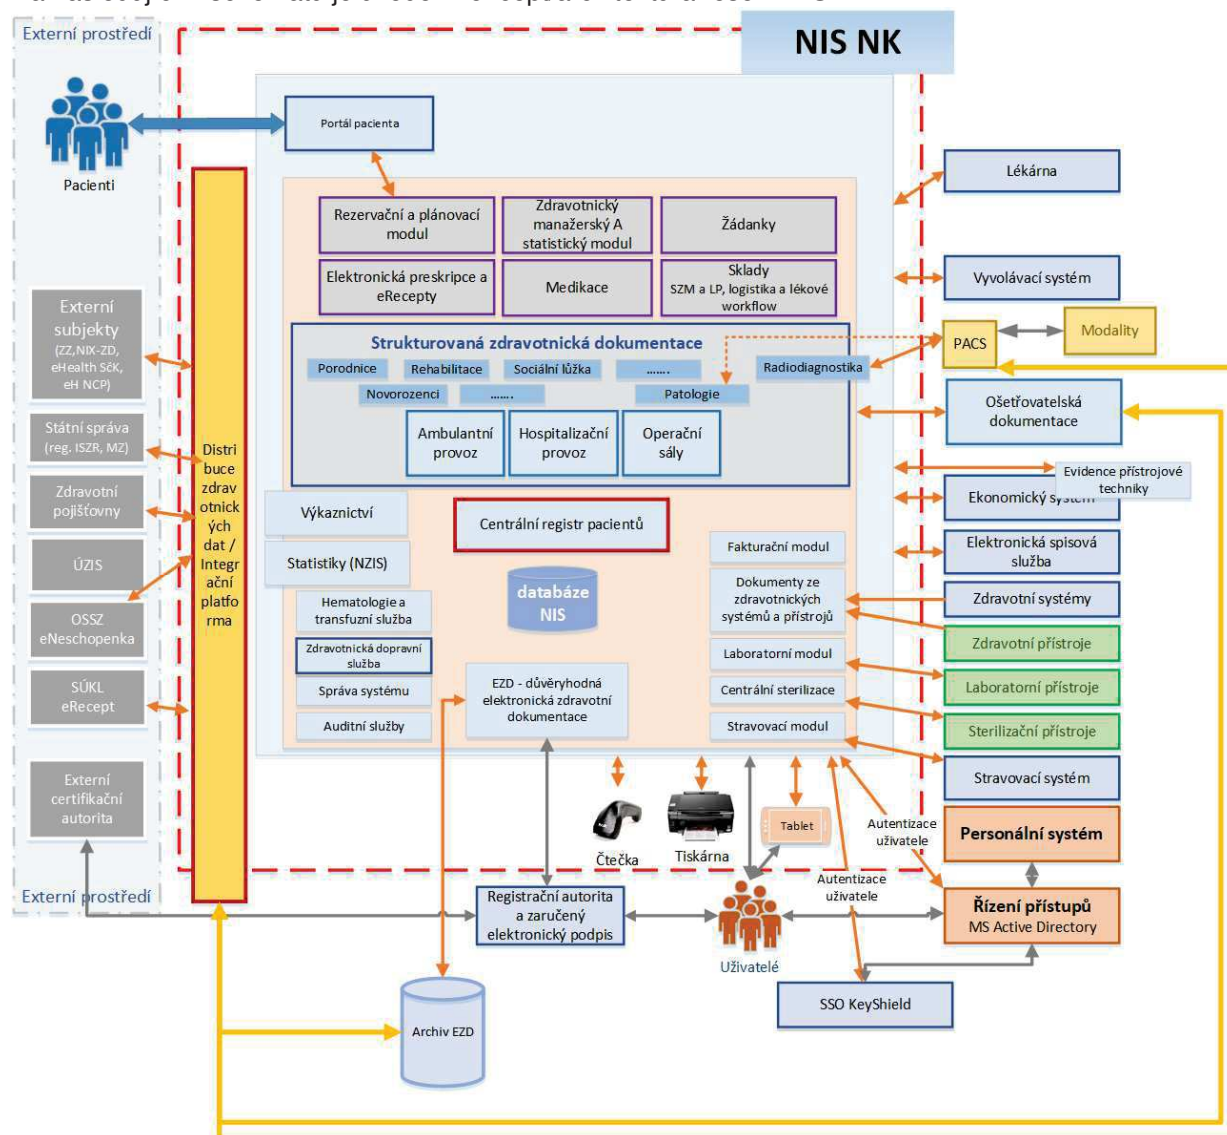 Externí prostředí
NIS NK
Pacienti
Portál pacienta
Lékárna
Rezervační a plánovací
modul
Zdravotnický
manažerský A
statistický modul
Žádanky
Elektronická preskripce a
eRecepty
Medikace
Sklady
SZM a LP, logistika a lékové
workflow
Vyvolávací systém
Externí
subjekty
(ZZ,NIX-ZD,
eHealth SčK,
eH NCP)
Strukturovaná zdravotnická dokumentace
Porodnice
Rehabilitace
Sociální lůžka
.......
Radiodiagnostika
Novorozenci
.......
Patologie
PACS
Modality
Ambulantní
provoz
Hospitalizační
provoz
Operační
sály
Ošetřovatelská
dokumentace
Státní správa
(reg. ISZR, MZ)
Distri
buce
zdrav
otnick
ých
dat /
Integr
ační
platfo
rma
Evidence přístrojové
techniky
Ekonomický systém
Zdravotní
pojišťovny
Výkaznictví
Centrální registr pacientů
Fakturační modul
Elektronická spisová
služba
ÚZIS
Statistiky (NZIS)
databáze
NIS
Dokumenty ze
zdravotnických
systémů a přístrojů
Zdravotní systémy
OSSZ
eNeschopenka
Hematologie a
transfuzní služba
Zdravotnická dopravní
služba
Laboratorní modul
Zdravotní přístroje
SÚKL
eRecept
Správa systému
EZD - důvěryhodná
elektronická zdravotní
dokumentace
Centrální sterilizace
Laboratorní přístroje
Auditní služby
Stravovací modul
Sterilizační přístroje
Externí
certifikační
autorita
Stravovací systém
Čtečka
Tiskárna
Tablet
Autentizace
uživatele
Personální systém
Autentizace
uživatele
Externí prostředí
Registrační autorita
a zaručený
elektronický podpis
Uživatelé
Řízení přístupů
MS Active Directory
SSO KeyShield
Archiv EZD